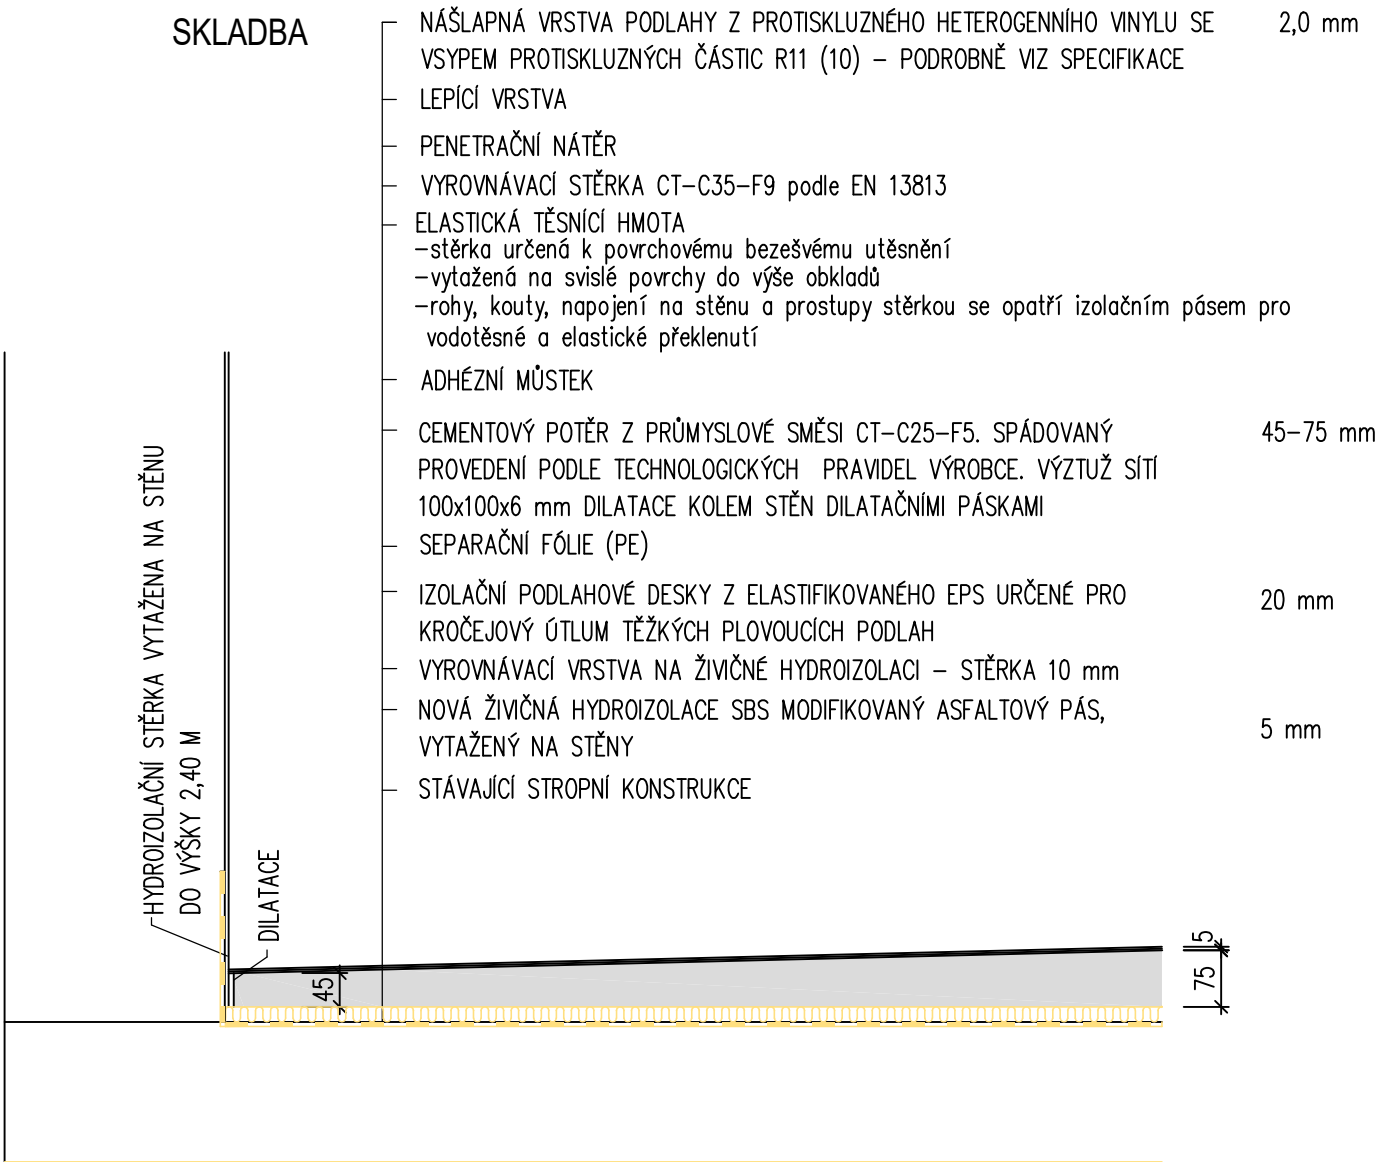 SKLADBA
NÁŠLAPNÁ VRSTVA PODLAHY Z PROTISKLUZNÉHO HETEROGENNÍHO VINYLU SE 2,0 mm
VSYPEM PROTISKLUZNÝCH ČÁSTIC R11 (10) – PODROBNĚ VIZ SPECIFIKACE
LEPÍCÍ VRSTVA
PENETRAČNÍ NÁTĚR
VYROVNÁVACÍ STĚRKA CT–C35–F9 podle EN 13813
ELASTICKÁ TĚSNÍCÍ HMOTA
–stěrka určená k povrchovému bezešvému utěsnění
–vytažená na svislé povrchy do výše obkladů
–rohy, kouty, napojení na stěnu a prostupy stěrkou se opatří izolačním pásem pro
vodotěsné a elastické překlenutí
ADHÉZNÍ MŮSTEK
CEMENTOVÝ POTĚR Z PRŮMYSLOVÉ SMĚSI CT–C25–F5. SPÁDOVANÝ 45–75 mm
PROVEDENÍ PODLE TECHNOLOGICKÝCH PRAVIDEL VÝROBCE. VÝZTUŽ SÍTÍ
100x100x6 mm DILATACE KOLEM STĚN DILATAČNÍMI PÁSKAMI
SEPARAČNÍ FÓLIE (PE)
IZOLAČNÍ PODLAHOVÉ DESKY Z ELASTIFIKOVANÉHO EPS URČENÉ PRO 20 mm
KROČEJOVÝ ÚTLUM TĚŽKÝCH PLOVOUCÍCH PODLAH
VYROVNÁVACÍ VRSTVA NA ŽIVIČNÉ HYDROIZOLACI – STĚRKA 10 mm
NOVÁ ŽIVIČNÁ HYDROIZOLACE SBS MODIFIKOVANÝ ASFALTOVÝ PÁS, 5 mm
VYTAŽENÝ NA STĚNY
STÁVAJÍCÍ STROPNÍ KONSTRUKCE
HYDROIZOLAČNÍ STĚRKA VYTAŽENA NA STĚNU
DO VÝŠKY 2,40 M
DILATACE
45
5
75